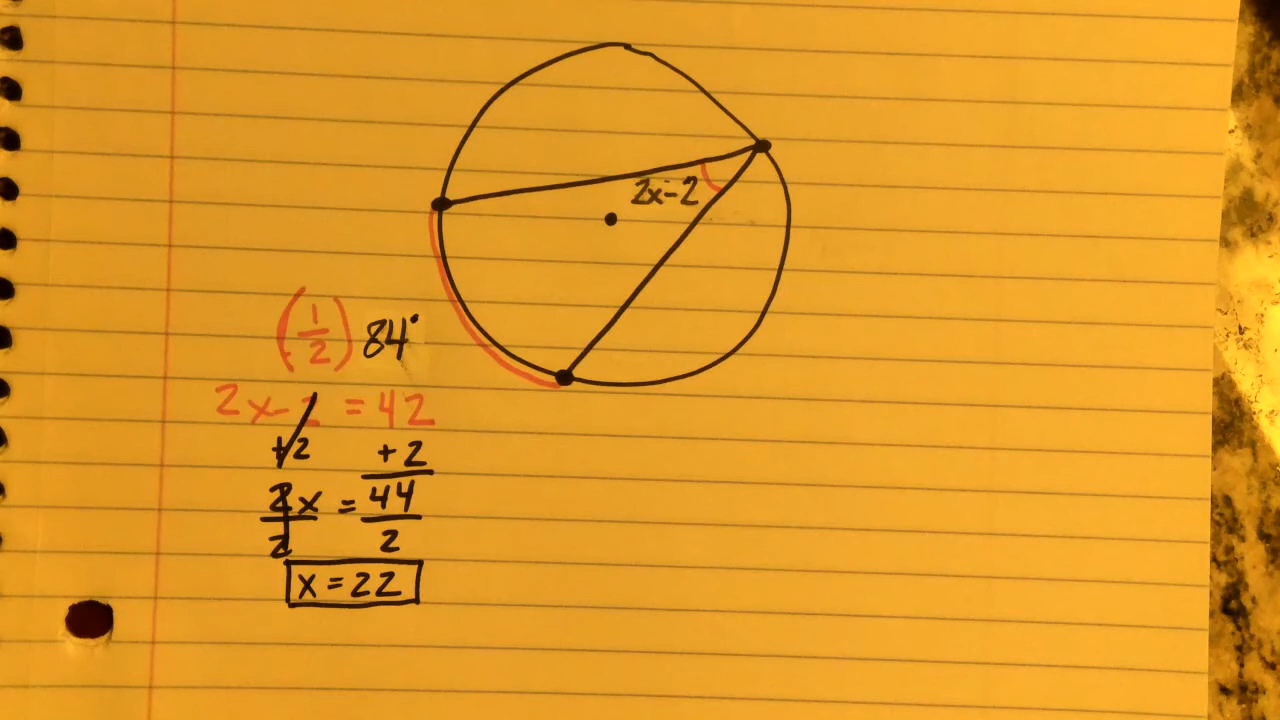 2x-2
(1/2) 84°
2x-2 = 42
+2 +2
2x = 44
2 2
x = 22